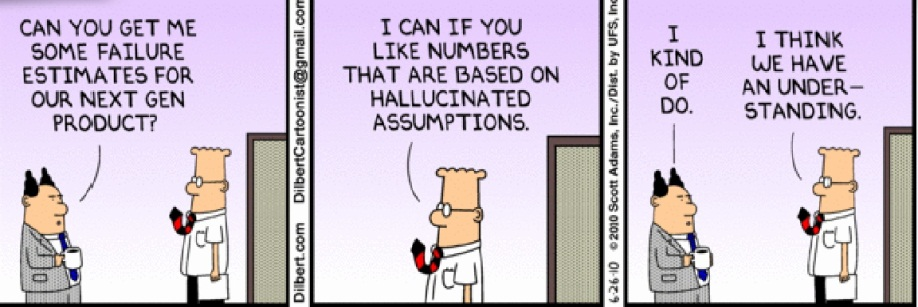 CAN YOU GET ME
SOME FAILURE
ESTIMATES FOR
OUR NEXT GEN
PRODUCT?
Dilbert.com DilbertCartoonist@gmail.com
I CAN IF YOU
LIKE NUMBERS
THAT ARE BASED ON
HALLUCINATED
ASSUMPTIONS.
6-26-10 ©2010 Scott Adams, Inc./Dist. by UFS, Inc.
I
KIND
OF
DO.
I THINK
WE HAVE
AN UNDER-
STANDING.